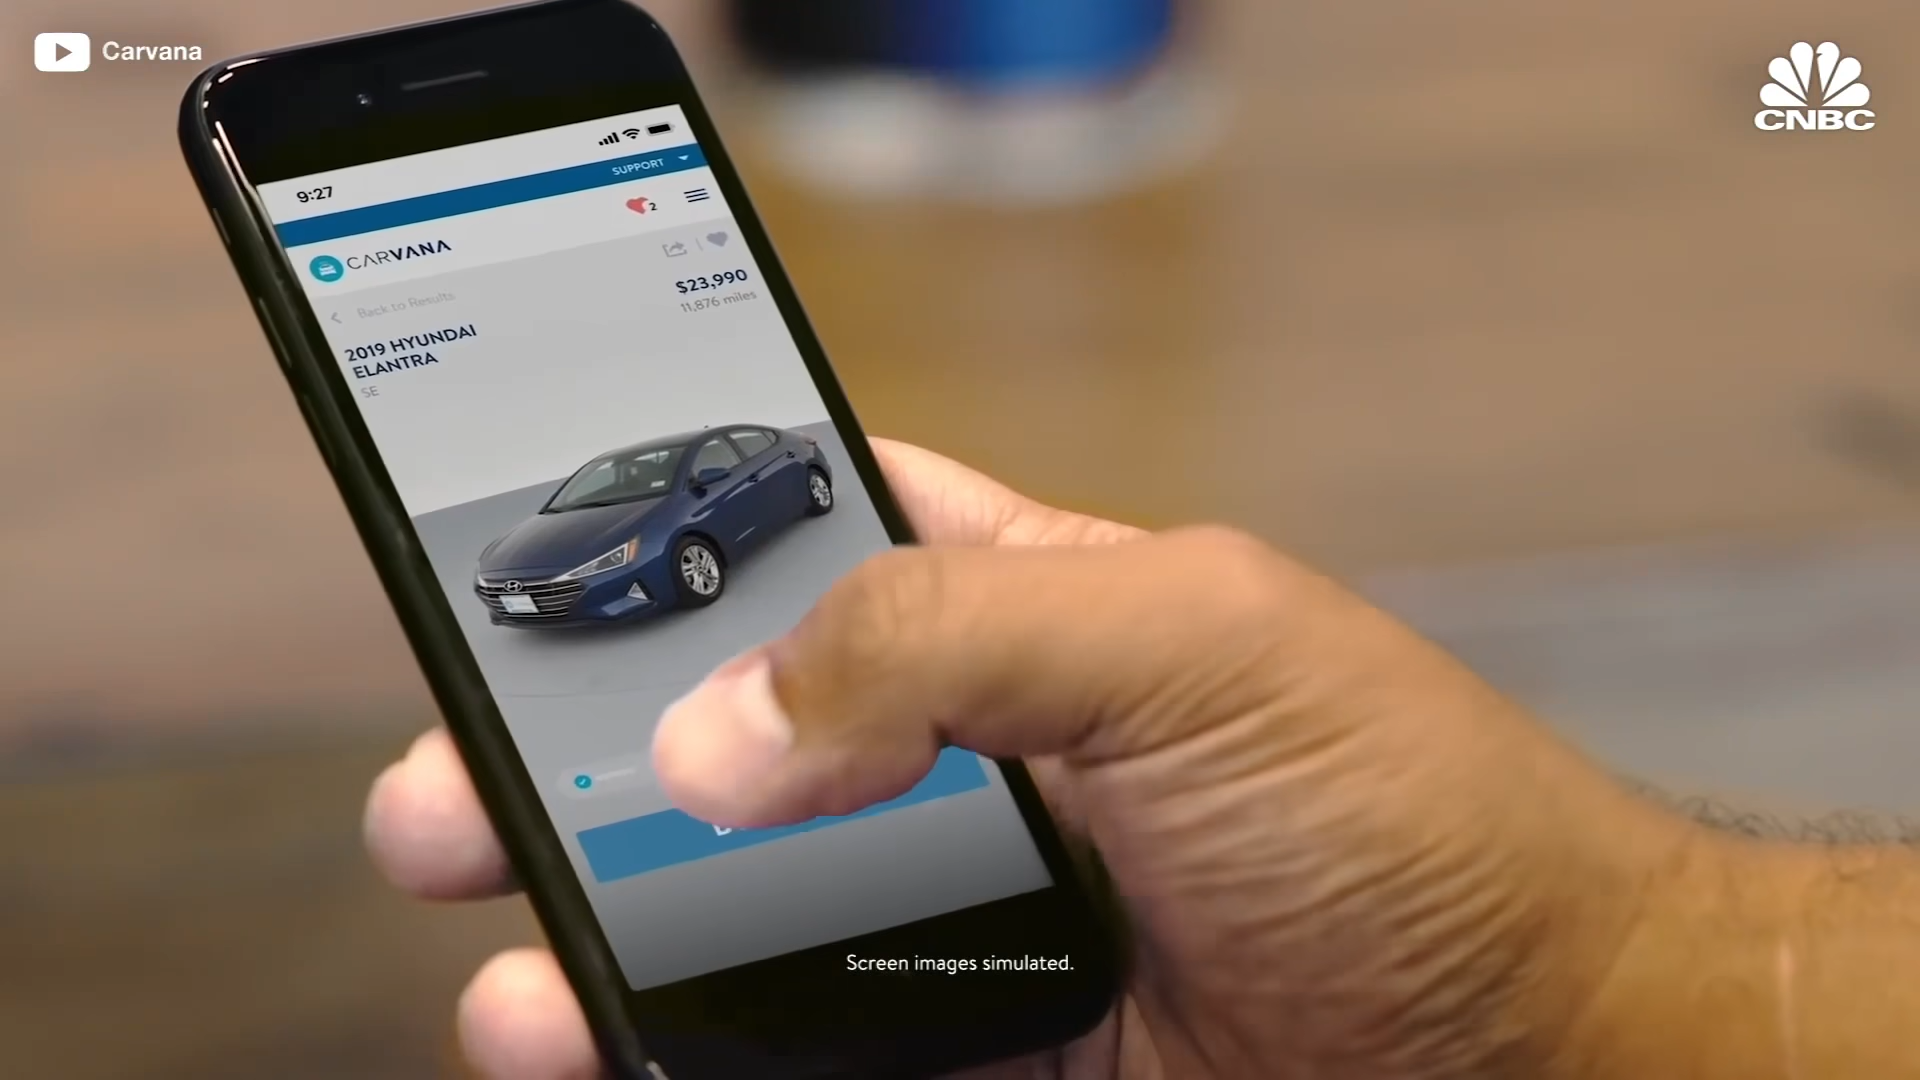 Carvana
CNBC
9:27
SUPPORT
2
CARVANA
Back to Results
$23,990
11,876 miles
2019 HYUNDAI
ELANTRA
SE
Screen images simulated.